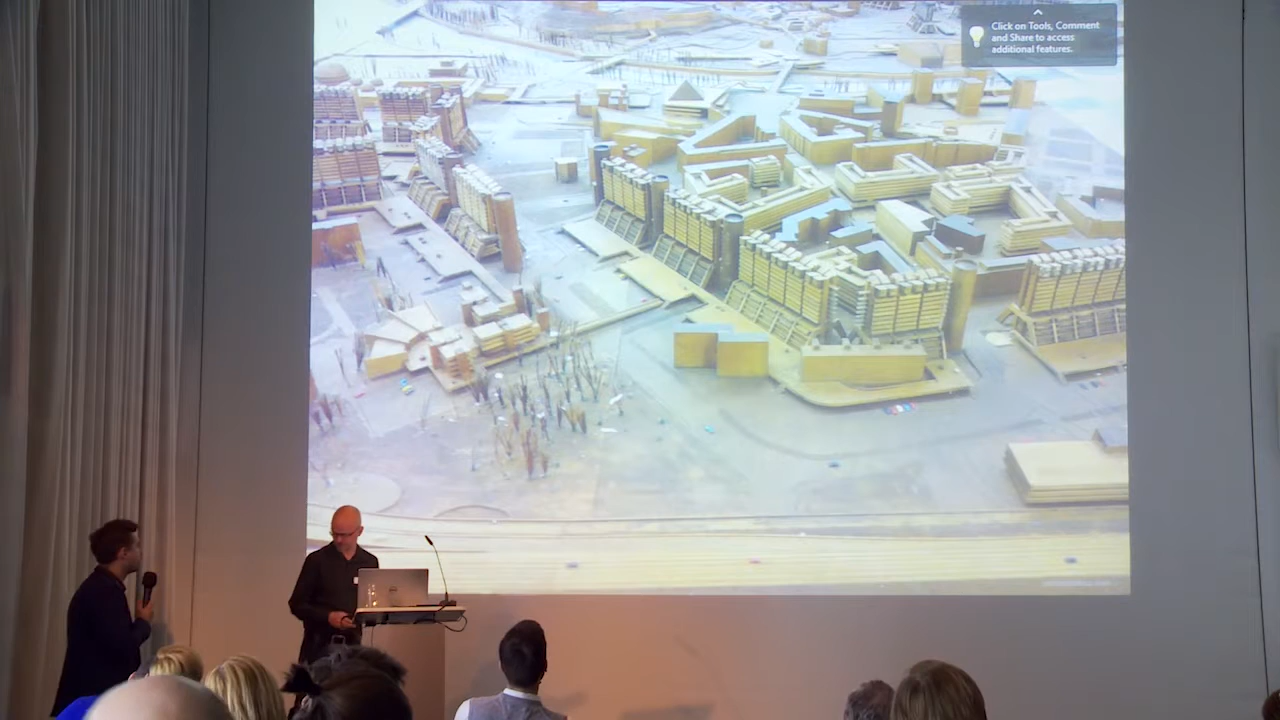 Click on Tools, Comment
and Share to access
additional features.